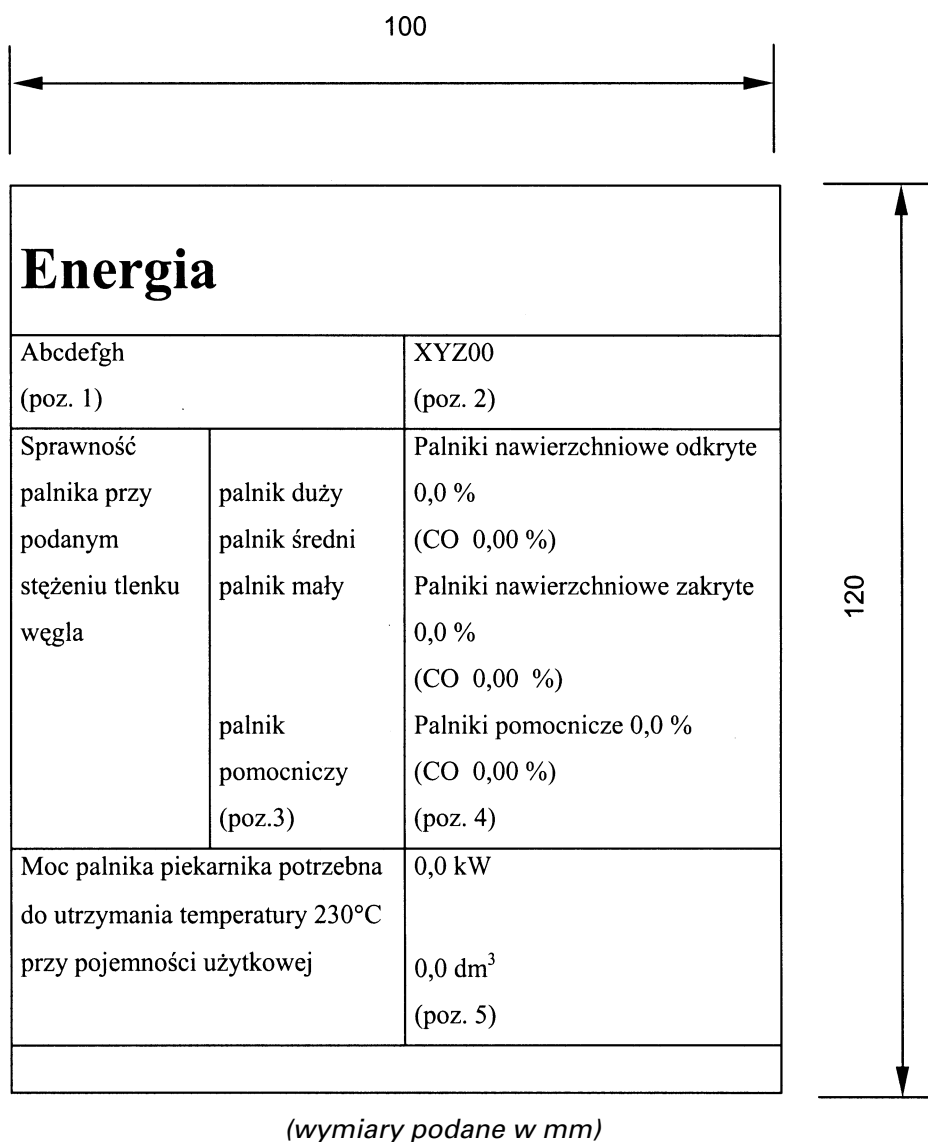 100
Energia
Abcdefgh
(poz. 1)
XYZ00
(poz. 2)
Sprawność
palnika przy
podanym
stężeniu tlenku
węgla
palnik duży
palnik średni
palnik mały
palnik
pomocniczy
(poz.3)
Palniki nawierzchniowe odkryte
0,0 %
(CO 0,00 %)
Palniki nawierzchniowe zakryte
0,0 %
(CO 0,00 %)
Palniki pomocnicze 0,0 %
(CO 0,00 %)
(poz. 4)
Moc palnika piekarnika potrzebna
do utrzymania temperatury 230°C
przy pojemności użytkowej
0,0 kW
0,0 dm³
(poz. 5)
120
(wymiary podane w mm)